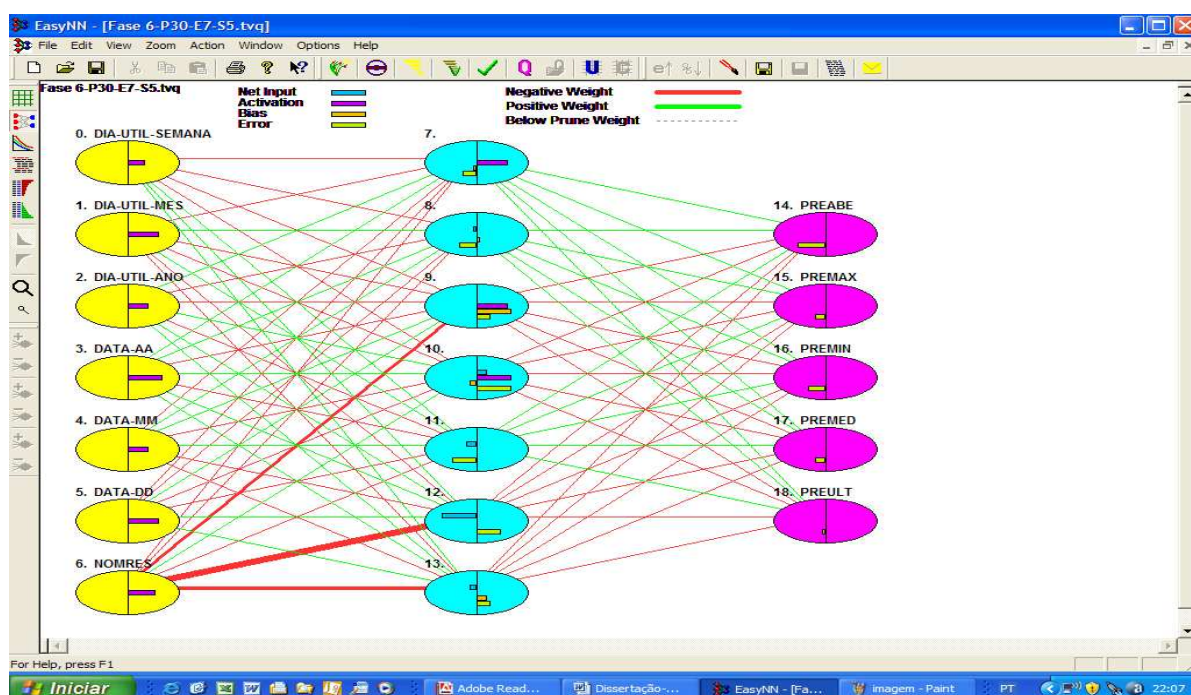 EasyNN - [Fase 6-P30-E7-S5.tvq]
File Edit View Zoom Action Window Options Help
Fase 6-P30-E7-S5.tvq
Net Input
Activation
Bias
Error
Negative Weight
Positive Weight
Below Prune Weight
0. DIA-UTIL-SEMANA
1. DIA-UTIL-MES
2. DIA-UTIL-ANO
3. DATA-AA
4. DATA-MM
5. DATA-DD
6. NOMRES
7.
8.
9.
10.
11.
12.
13.
14. PREABE
15. PREMAX
16. PREMIN
17. PREMED
18. PREULT
For Help, press F1
Iniciar
Adobe Read...
Dissertação-...
EasyNN - [Fa...
imagem - Paint
PT
22:07